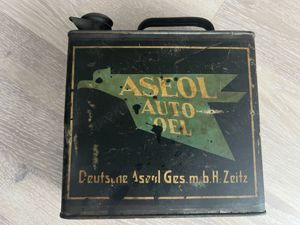 ASEOL
AUTO
OEL
Deutsche Aseol Ges.m.b.H. Zeitz